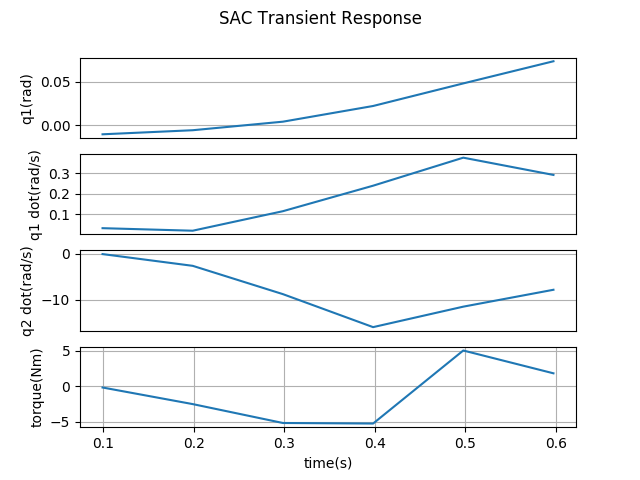 SAC Transient Response
q1(rad)
0.05
0.00
q1 dot(rad/s)
0.3
0.2
0.1
q2 dot(rad/s)
0
−10
torque(Nm)
5
0
−5
0.1 0.2 0.3 0.4 0.5 0.6
time(s)